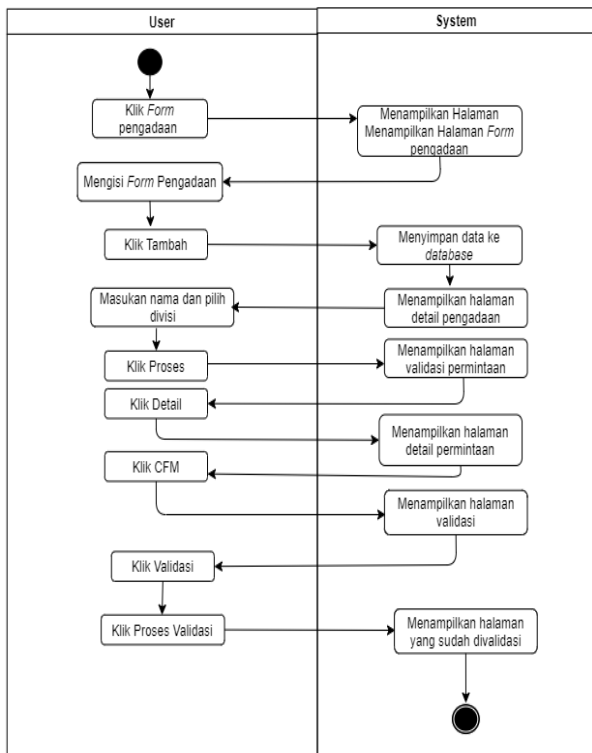 User
System
Klik Form
pengadaan
Menampilkan Halaman
Menampilkan Halaman Form
pengadaan
Mengisi Form Pengadaan
Klik Tambah
Menyimpan data ke
database
Menampilkan halaman
detail pengadaan
Masukan nama dan pilih
divisi
Klik Proses
Menampilkan halaman
validasi permintaan
Klik Detail
Menampilkan halaman
detail permintaan
Klik CFM
Menampilkan halaman
validasi
Klik Validasi
Klik Proses Validasi
Menampilkan halaman
yang sudah divalidasi